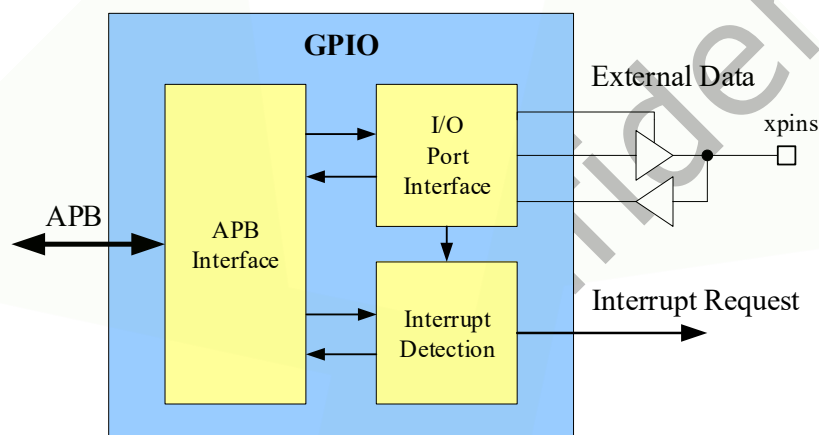 GPIO
External Data
xpins
I/O
Port
Interface
APB
APB
Interface
Interrupt
Detection
Interrupt Request